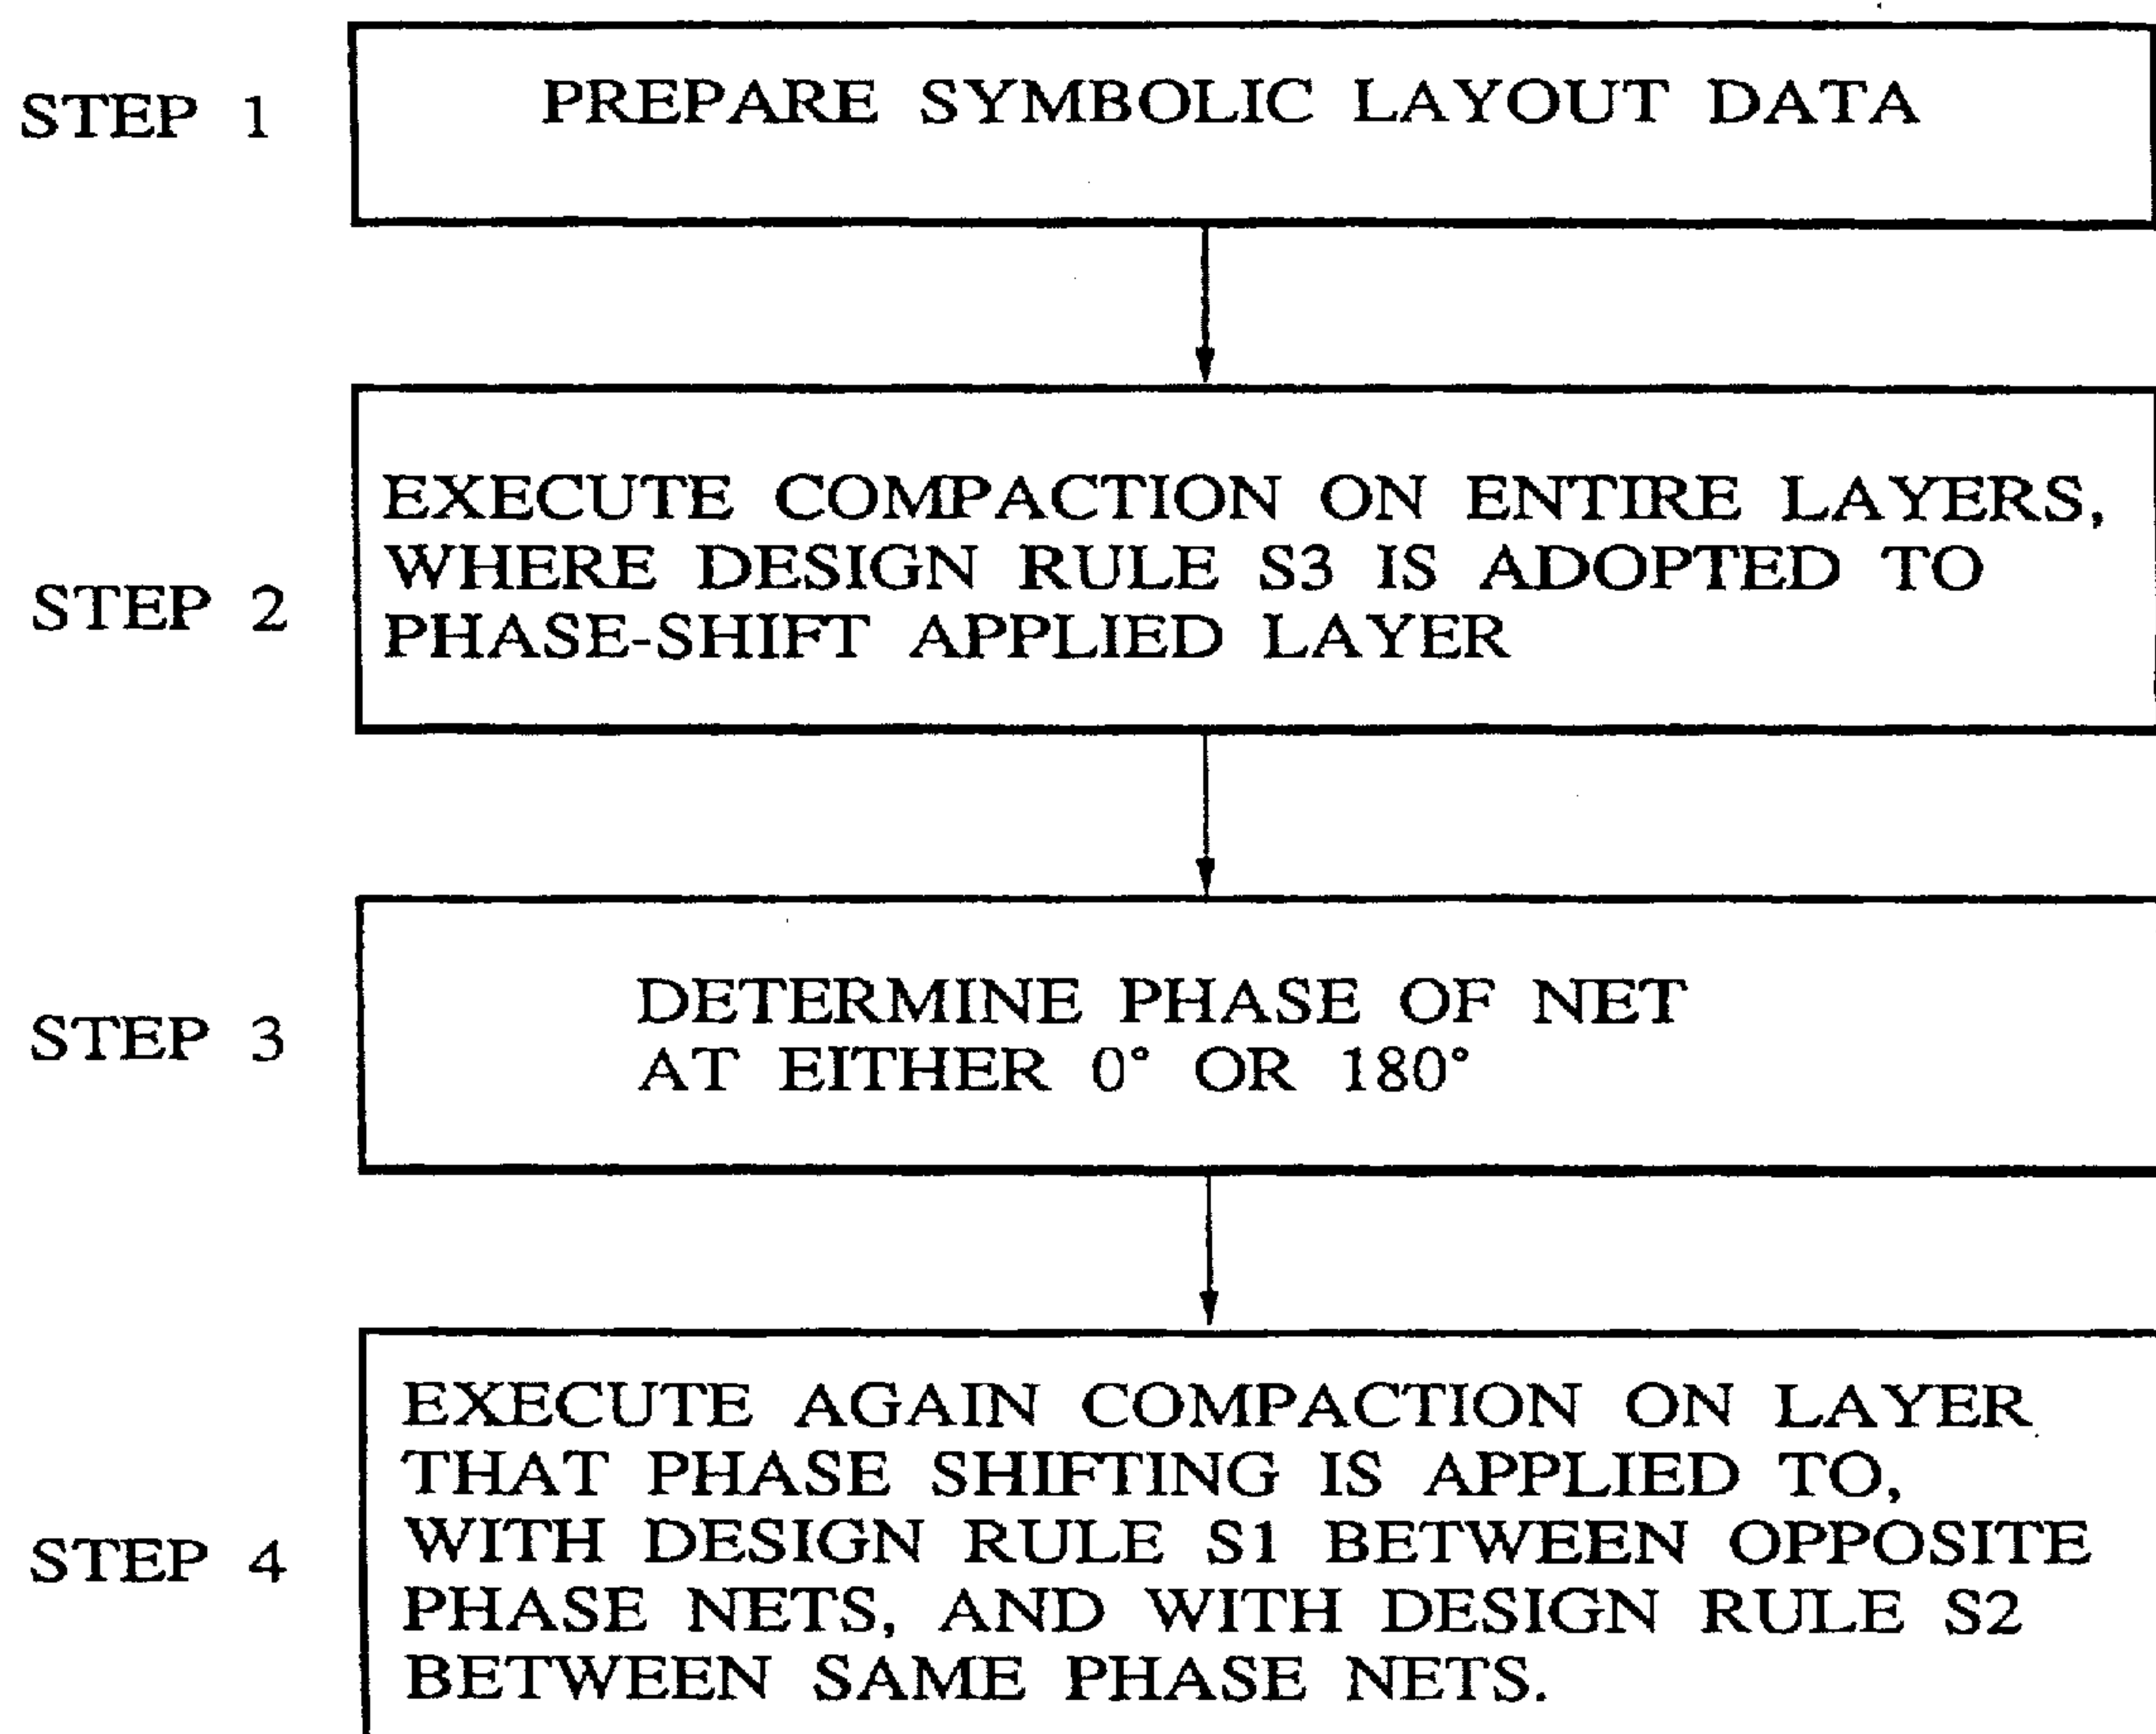 STEP 1
PREPARE SYMBOLIC LAYOUT DATA
STEP 2
EXECUTE COMPACTION ON ENTIRE LAYERS,
WHERE DESIGN RULE S3 IS ADOPTED TO
PHASE-SHIFT APPLIED LAYER
STEP 3
DETERMINE PHASE OF NET
AT EITHER 0° OR 180°
STEP 4
EXECUTE AGAIN COMPACTION ON LAYER
THAT PHASE SHIFTING IS APPLIED TO,
WITH DESIGN RULE S1 BETWEEN OPPOSITE
PHASE NETS, AND WITH DESIGN RULE S2
BETWEEN SAME PHASE NETS.